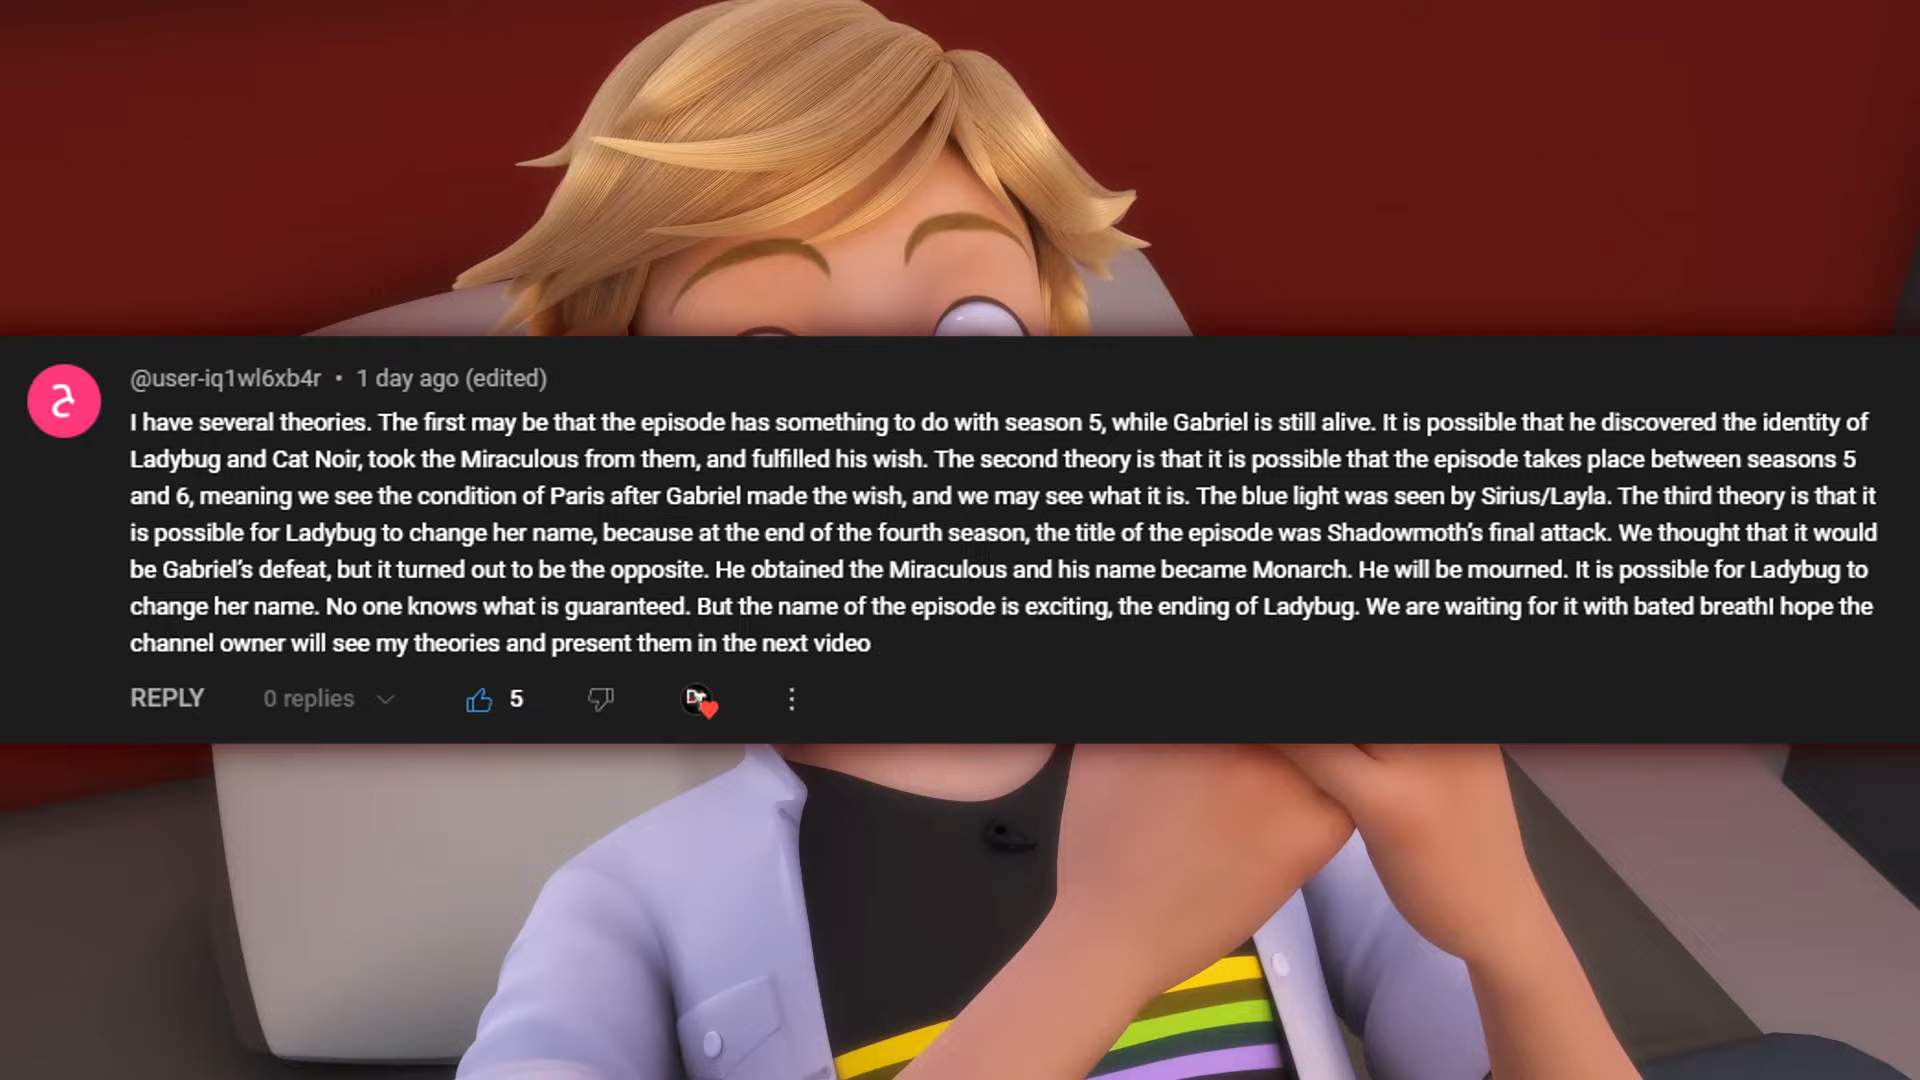 @user-iq1wl6xb4r • 1 day ago (edited)
I have several theories. The first may be that the episode has something to do with season 5, while Gabriel is still alive. It is possible that he discovered the identity of
Ladybug and Cat Noir, took the Miraculous from them, and fulfilled his wish. The second theory is that it is possible that the episode takes place between seasons 5
and 6, meaning we see the condition of Paris after Gabriel made the wish, and we may see what it is. The blue light was seen by Sirius/Layla. The third theory is that it
is possible for Ladybug to change her name, because at the end of the fourth season, the title of the episode was Shadowmoth’s final attack. We thought that it would
be Gabriel’s defeat, but it turned out to be the opposite. He obtained the Miraculous and his name became Monarch. He will be mourned. It is possible for Ladybug to
change her name. No one knows what is guaranteed. But the name of the episode is exciting, the ending of Ladybug. We are waiting for it with bated breathI hope the
channel owner will see my theories and present them in the next video
REPLY 0 replies 5